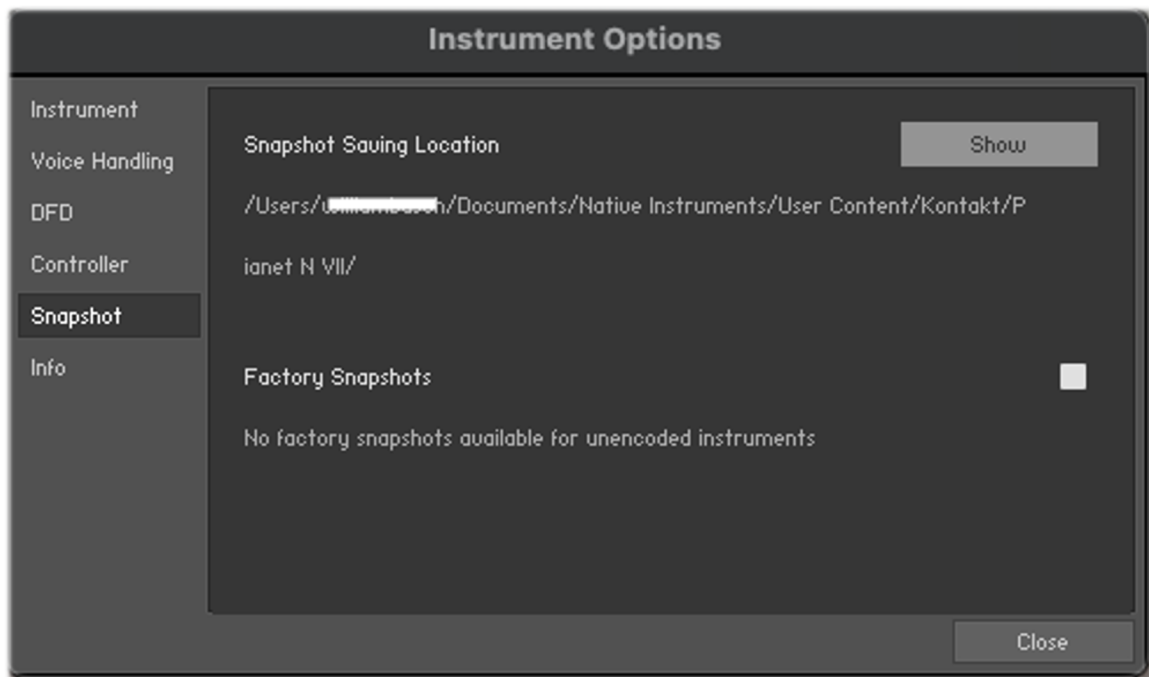 Instrument Options
Instrument
Voice Handling
DFD
Controller
Snapshot
Info
Snapshot Saving Location
Show
/Users/ /Documents/Native Instruments/User Content/Kontakt/P
ianet N VII/
Factory Snapshots
No factory snapshots available for unencoded instruments
Close